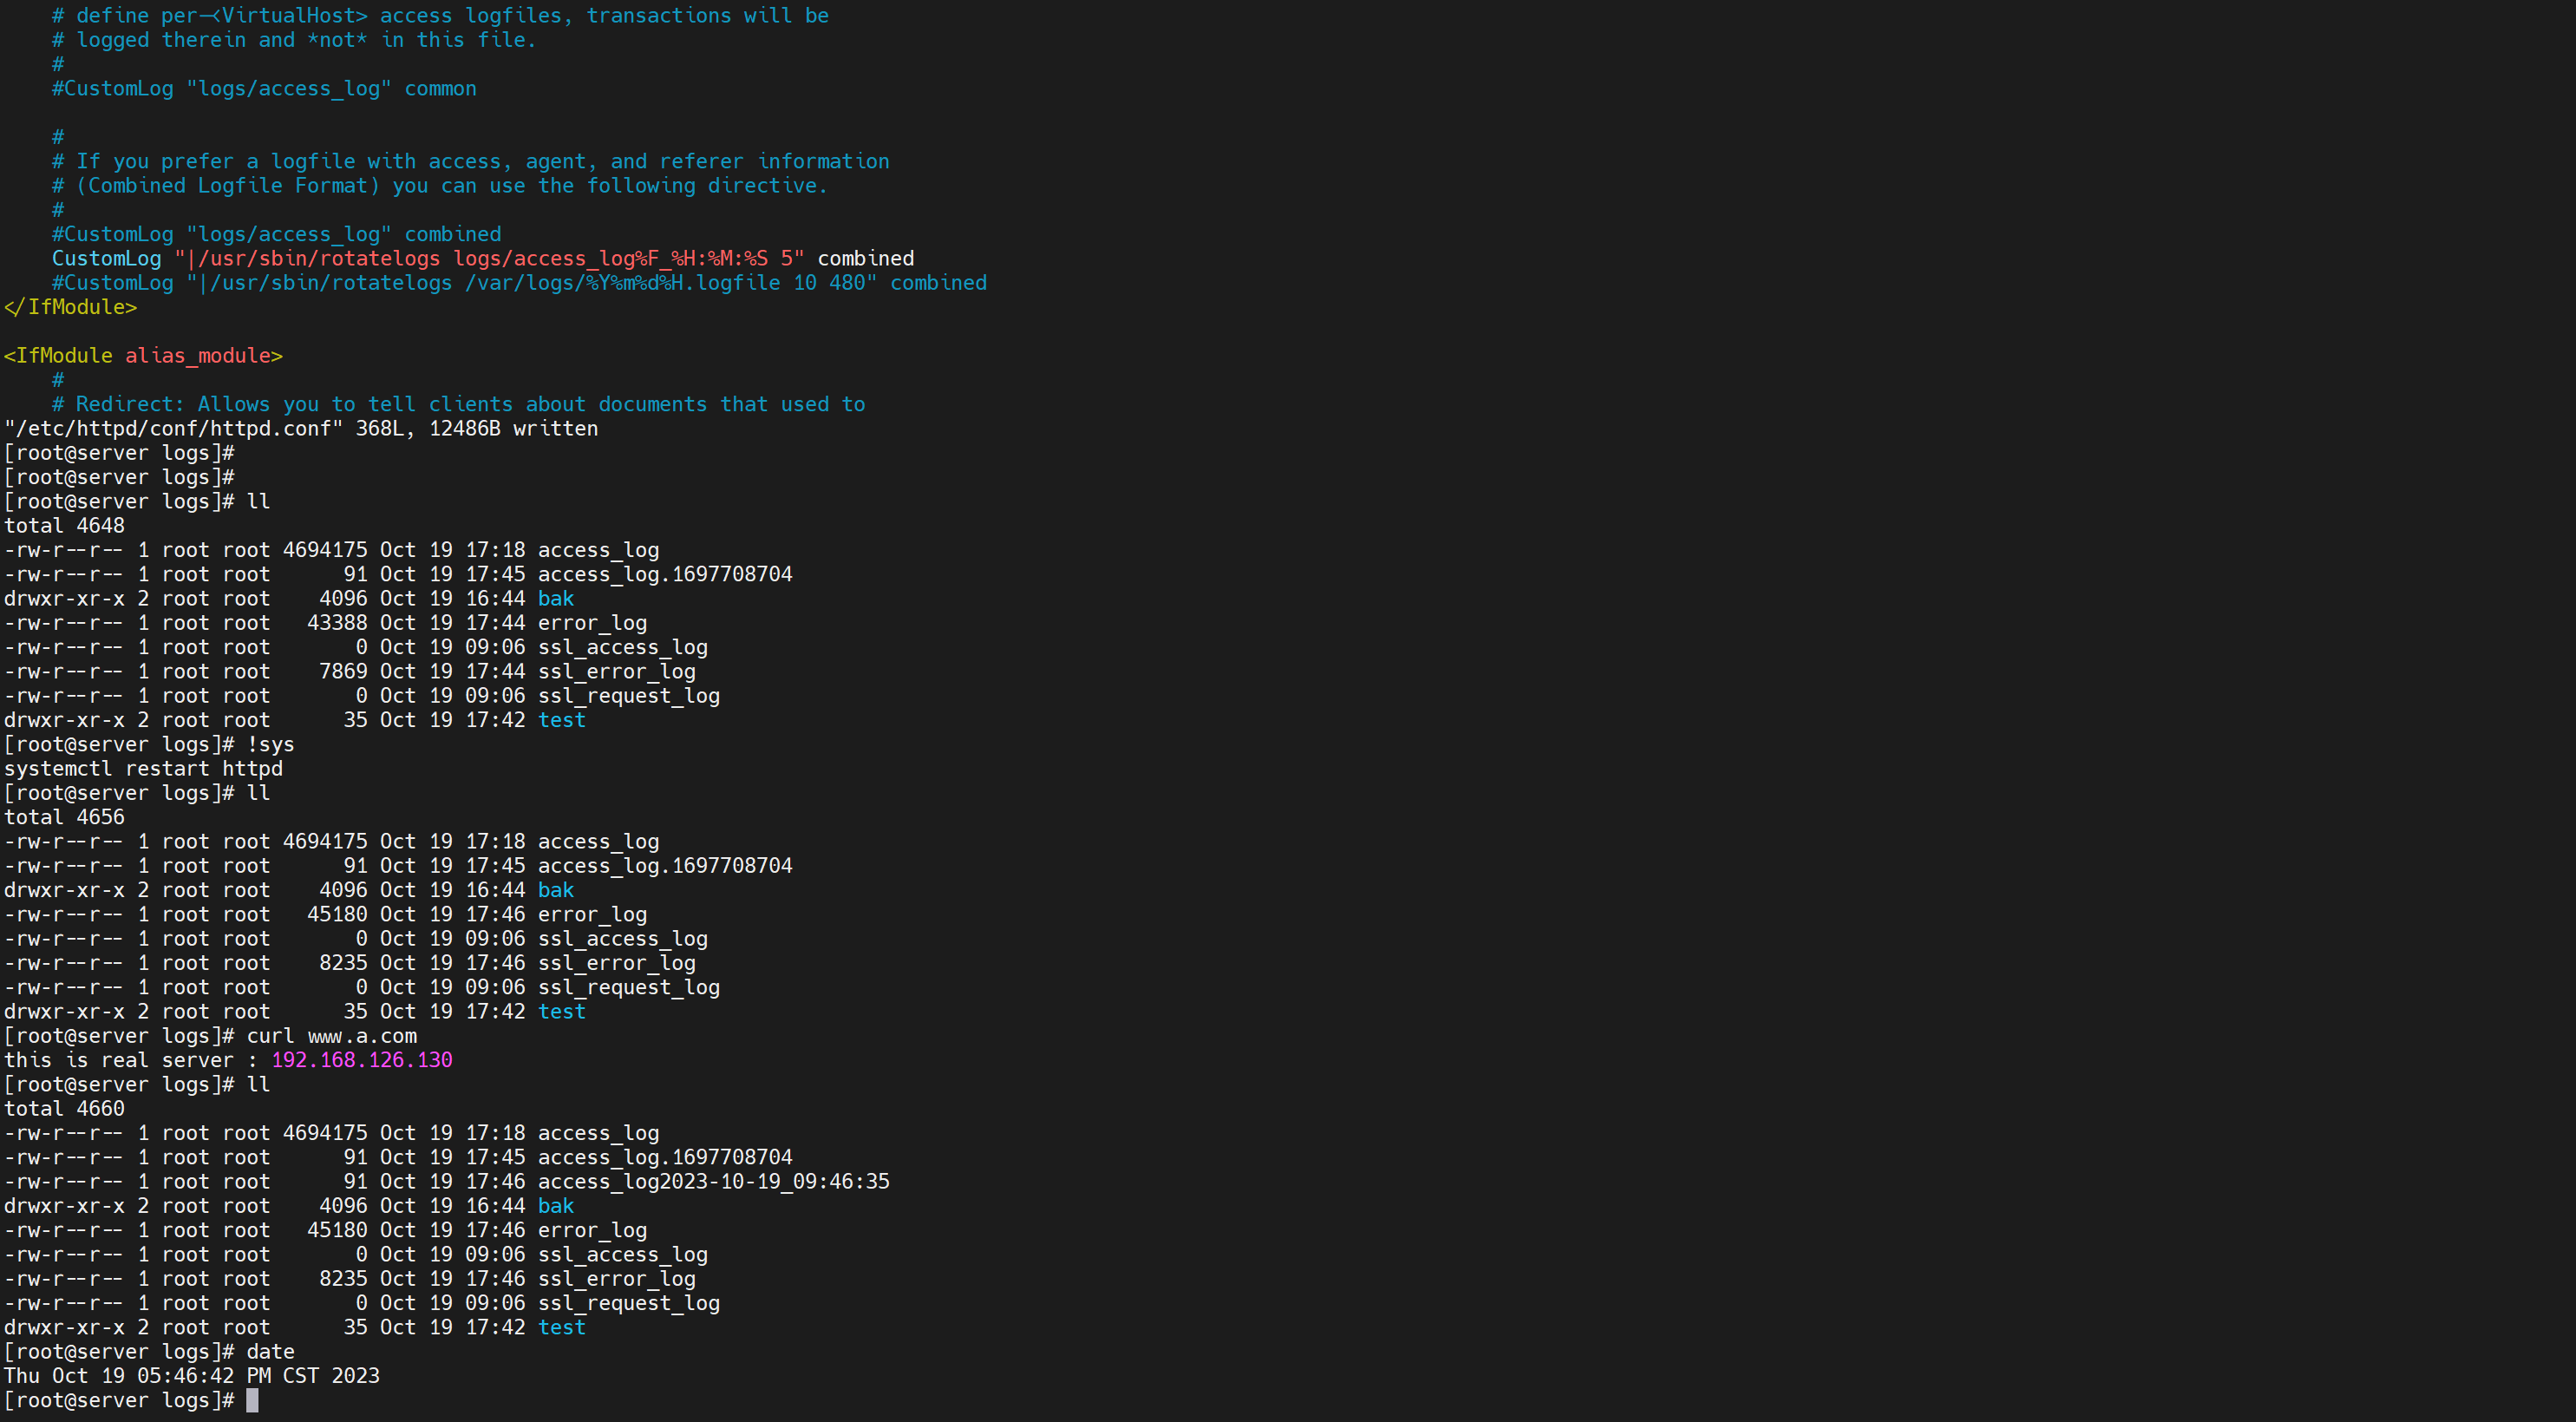 # define per-<VirtualHost> access logfiles, transactions will be
# logged therein and *not* in this file.
#
#CustomLog "logs/access_log" common
#
# If you prefer a logfile with access, agent, and referer information
# (Combined Logfile Format) you can use the following directive.
#
#CustomLog "logs/access_log" combined
CustomLog "|/usr/sbin/rotatelogs logs/access_log%F_%H:%M:%S 5" combined
#CustomLog "|/usr/sbin/rotatelogs /var/logs/%Y%m%d%H.logfile 10 480" combined
</IfModule>
<IfModule alias_module>
#
# Redirect: Allows you to tell clients about documents that used to
"/etc/httpd/conf/httpd.conf" 368L, 12486B written
[root@server logs]#
[root@server logs]#
[root@server logs]# ll
total 4648
-rw-r--r-- 1 root root 4694175 Oct 19 17:18 access_log
-rw-r--r-- 1 root root      91 Oct 19 17:45 access_log.1697708704
drwxr-xr-x 2 root root    4096 Oct 19 16:44 bak
-rw-r--r-- 1 root root   43388 Oct 19 17:44 error_log
-rw-r--r-- 1 root root       0 Oct 19 09:06 ssl_access_log
-rw-r--r-- 1 root root    7869 Oct 19 17:44 ssl_error_log
-rw-r--r-- 1 root root       0 Oct 19 09:06 ssl_request_log
drwxr-xr-x 2 root root      35 Oct 19 17:42 test
[root@server logs]# !sys
systemctl restart httpd
[root@server logs]# ll
total 4656
-rw-r--r-- 1 root root 4694175 Oct 19 17:18 access_log
-rw-r--r-- 1 root root      91 Oct 19 17:45 access_log.1697708704
drwxr-xr-x 2 root root    4096 Oct 19 16:44 bak
-rw-r--r-- 1 root root   45180 Oct 19 17:46 error_log
-rw-r--r-- 1 root root       0 Oct 19 09:06 ssl_access_log
-rw-r--r-- 1 root root    8235 Oct 19 17:46 ssl_error_log
-rw-r--r-- 1 root root       0 Oct 19 09:06 ssl_request_log
drwxr-xr-x 2 root root      35 Oct 19 17:42 test
[root@server logs]# curl www.a.com
this is real server : 192.168.126.130
[root@server logs]# ll
total 4660
-rw-r--r-- 1 root root 4694175 Oct 19 17:18 access_log
-rw-r--r-- 1 root root      91 Oct 19 17:45 access_log.1697708704
-rw-r--r-- 1 root root      91 Oct 19 17:46 access_log2023-10-19_09:46:35
drwxr-xr-x 2 root root    4096 Oct 19 16:44 bak
-rw-r--r-- 1 root root   45180 Oct 19 17:46 error_log
-rw-r--r-- 1 root root       0 Oct 19 09:06 ssl_access_log
-rw-r--r-- 1 root root    8235 Oct 19 17:46 ssl_error_log
-rw-r--r-- 1 root root       0 Oct 19 09:06 ssl_request_log
drwxr-xr-x 2 root root      35 Oct 19 17:42 test
[root@server logs]# date
Thu Oct 19 05:46:42 PM CST 2023
[root@server logs]#